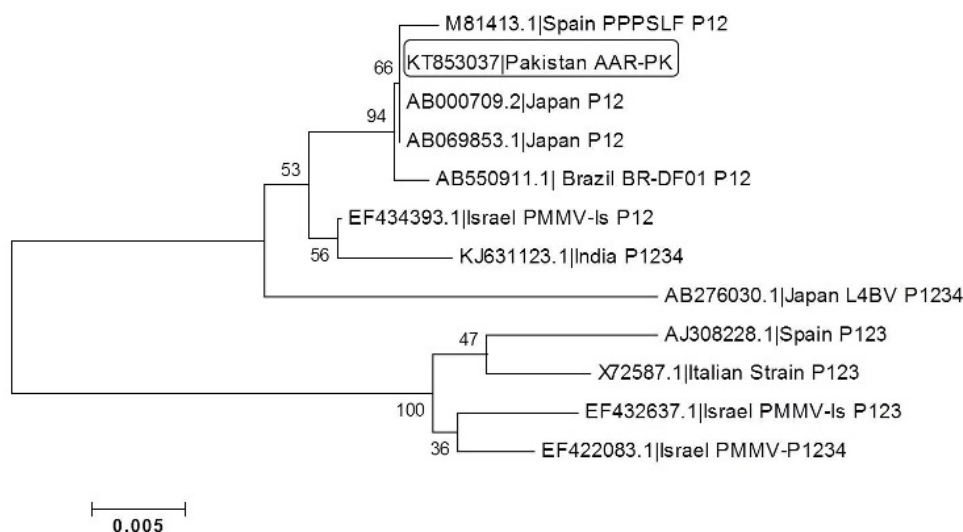 M81413.1|Spain PPPSLF P12
66
KT853037|Pakistan AAR-PK
AB000709.2|Japan P12
94
AB069853.1|Japan P12
53
AB550911.1| Brazil BR-DF01 P12
EF434393.1|Israel PMMV-Is P12
56
KJ631123.1|India P1234
AB276030.1|Japan L4BV P1234
47
AJ308228.1|Spain P123
X72587.1|Italian Strain P123
100
EF432637.1|Israel PMMV-Is P123
36
EF422083.1|Israel PMMV-P1234
0.005